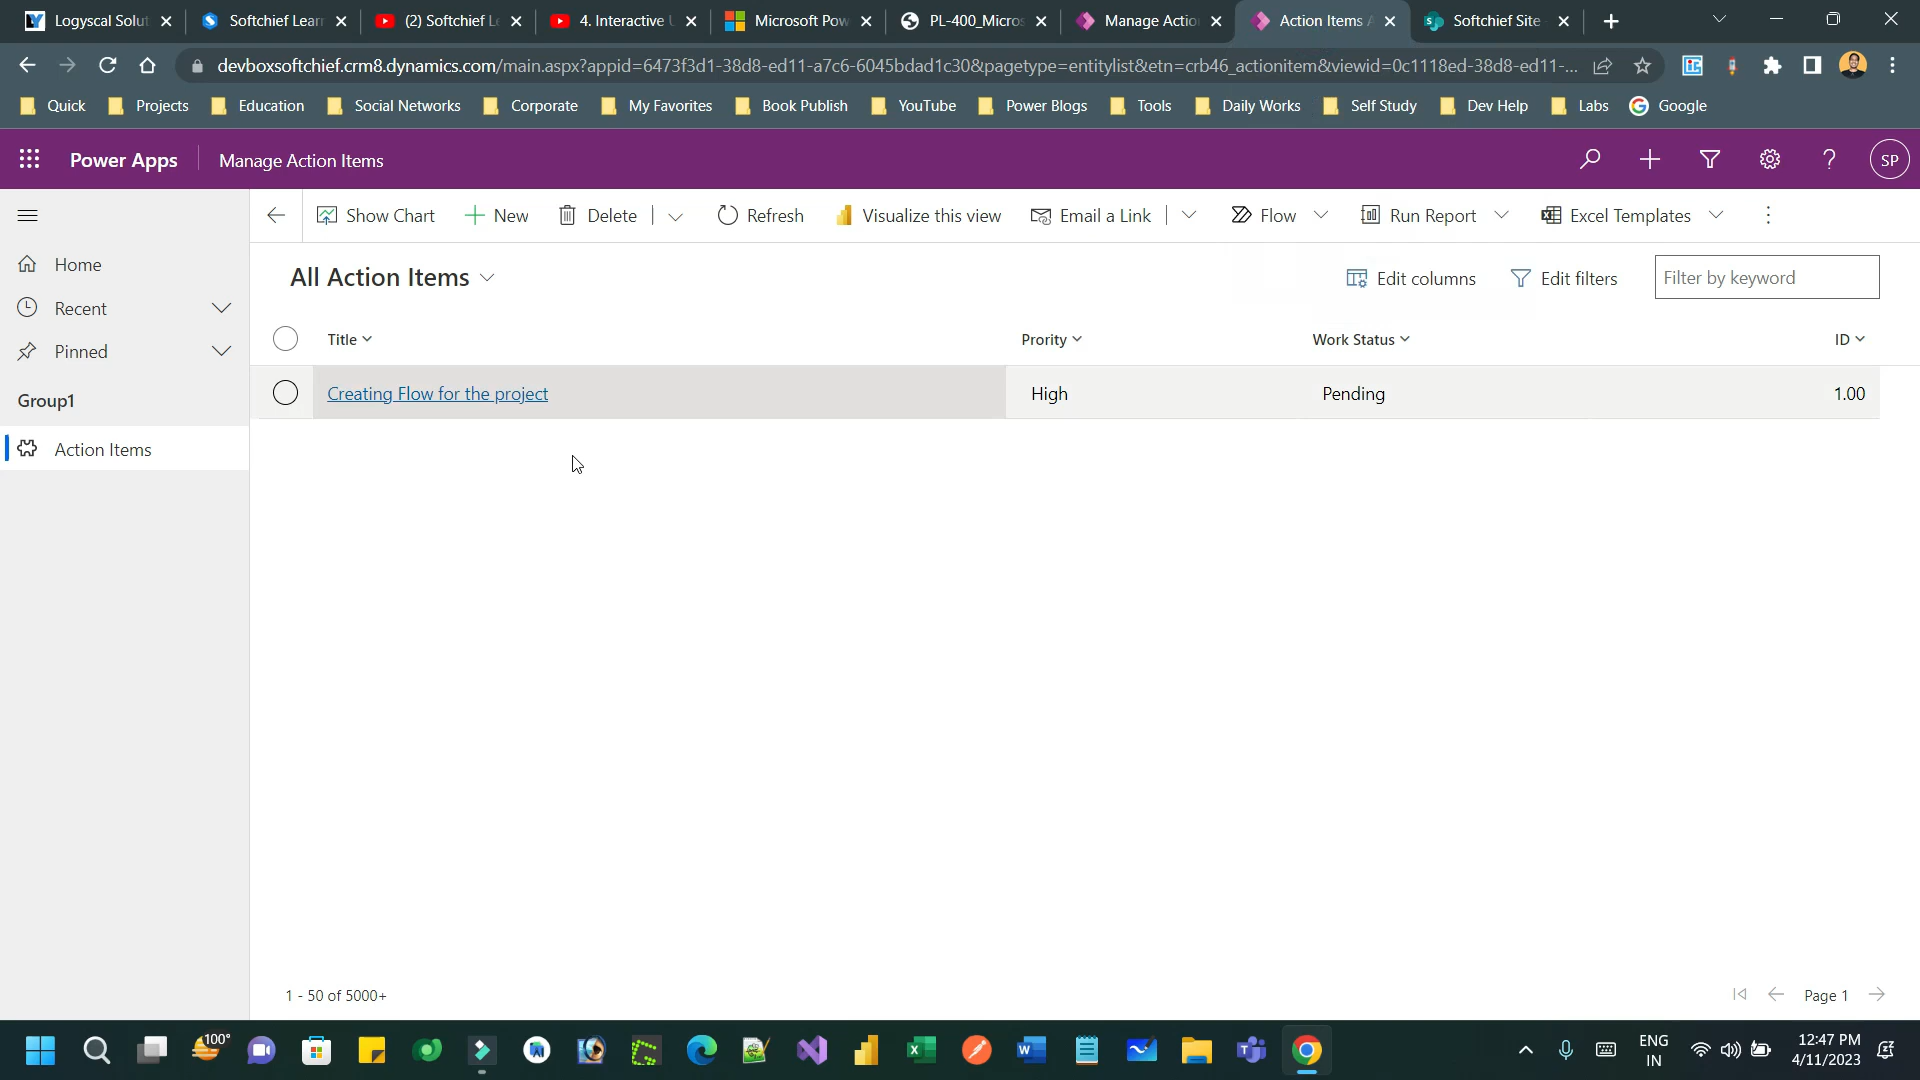 Logyscal Solut
Softchief Lear
(2) Softchief Le
4. Interactive U
Microsoft Pow
PL-400_Micros
Manage Actio
Action Items A
Softchief Site
devboxsoftchief.crm8.dynamics.com/main.aspx?appid=6473f3d1-38d8-ed11-a7c6-6045bdad1c30&pagetype=entitylist&etn=crb46_actionitem&viewid=0c1118ed-38d8-ed11-...
Quick
Projects
Education
Social Networks
Corporate
My Favorites
Book Publish
YouTube
Power Blogs
Tools
Daily Works
Self Study
Dev Help
Labs
Google
Power Apps
Manage Action Items
SP
Show Chart
New
Delete
Refresh
Visualize this view
Email a Link
Flow
Run Report
Excel Templates
Home
Recent
Pinned
Group1
Action Items
All Action Items
Edit columns
Edit filters
Filter by keyword
Title
Prority
Work Status
ID
Creating Flow for the project
High
Pending
1.00
1 - 50 of 5000+
Page 1
100°
ENG
IN
12:47 PM
4/11/2023